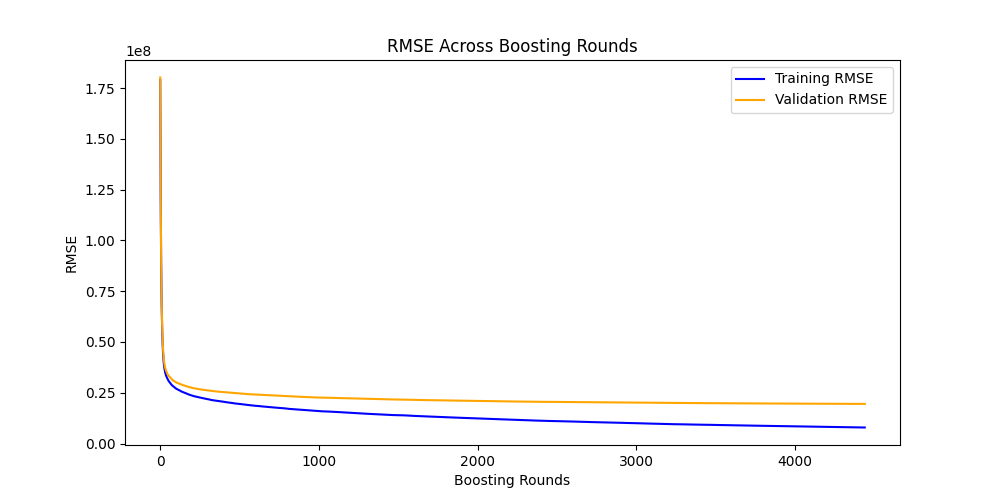 RMSE Across Boosting Rounds
1e8
Training RMSE
Validation RMSE
1.75
1.50
1.25
1.00
0.75
0.50
0.25
0.00
RMSE
0 1000 2000 3000 4000
Boosting Rounds